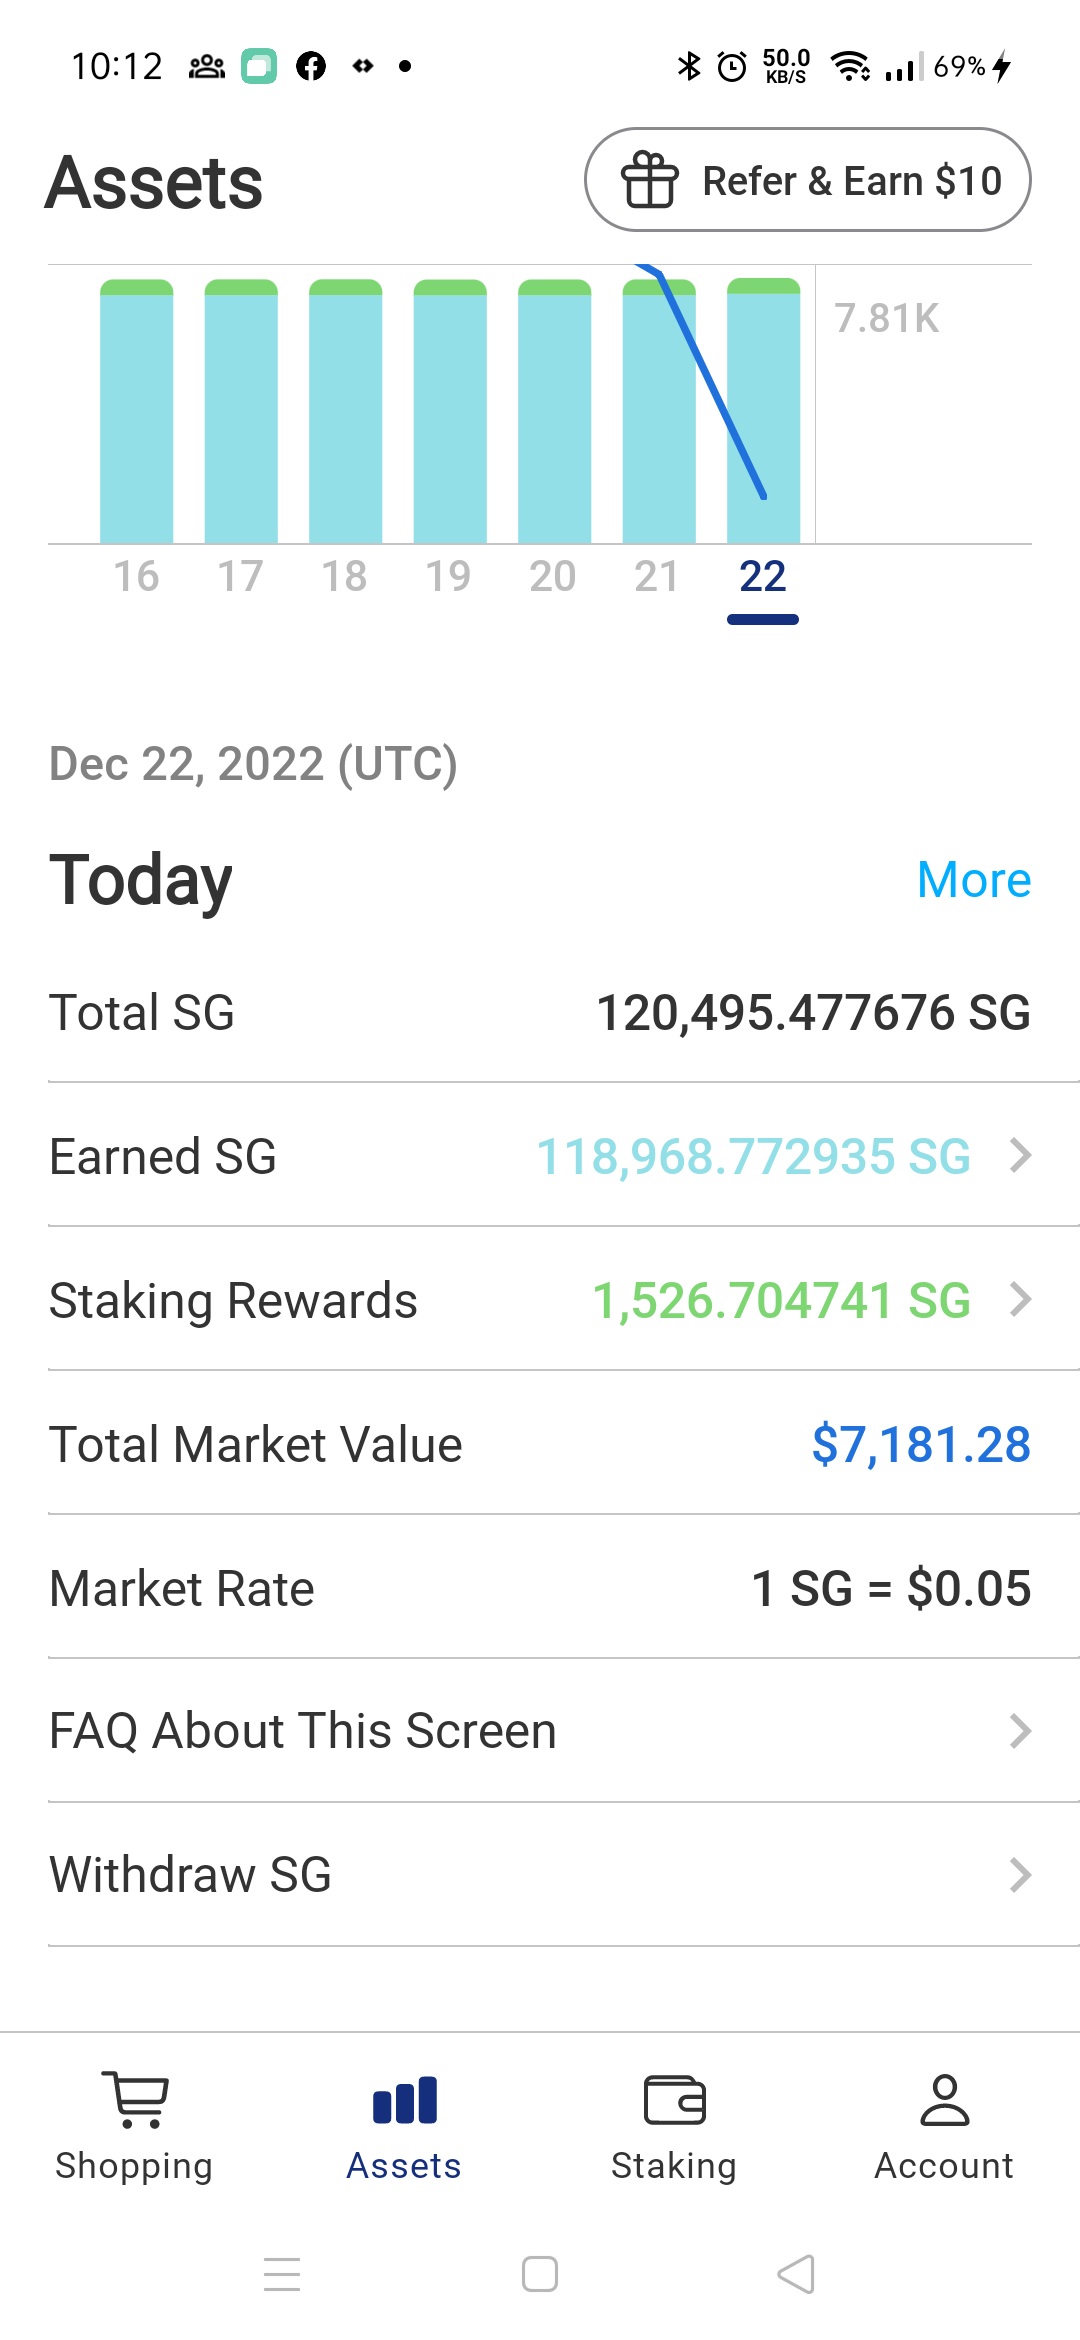 10:12 50.0 KB/S 69%
Assets
Refer & Earn $10
7.81K
16 17 18 19 20 21 22
Dec 22, 2022 (UTC)
Today More
Total SG 120,495.477676 SG
Earned SG 118,968.772935 SG
Staking Rewards 1,526.704741 SG
Total Market Value $7,181.28
Market Rate 1 SG = $0.05
FAQ About This Screen
Withdraw SG
Shopping Assets Staking Account